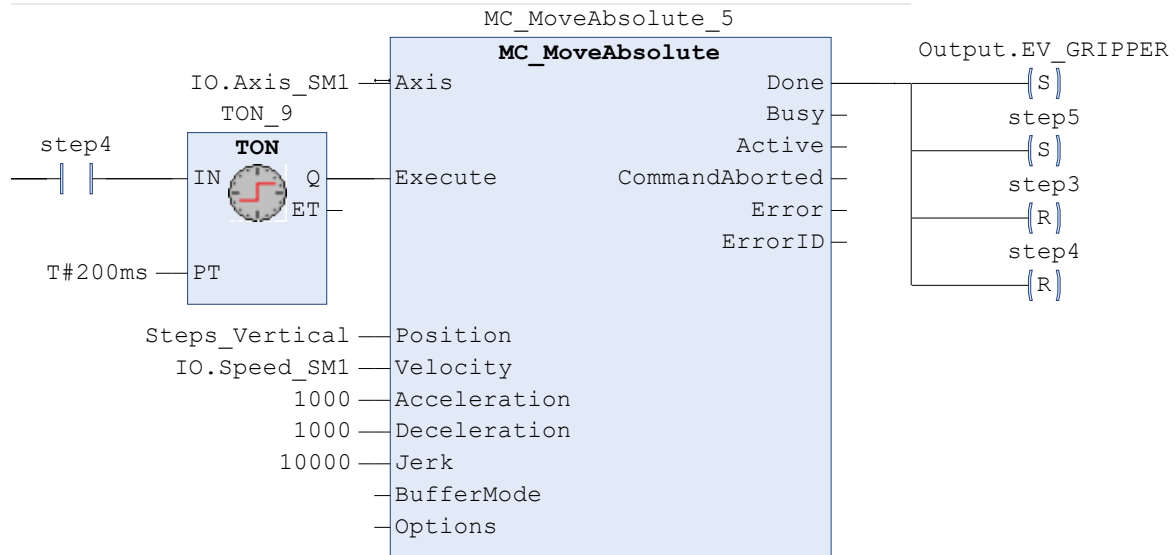 MC_MoveAbsolute_5
MC_MoveAbsolute
Output.EV_GRIPPER
IO.Axis_SM1 Axis Done S
TON_9 Busy step5
step4 TON Active S
IN Q Execute CommandAborted step3
ET Error R
ErrorID step4
T#200ms PT R
Steps_Vertical Position
IO.Speed_SM1 Velocity
1000 Acceleration
1000 Deceleration
10000 Jerk
BufferMode
Options